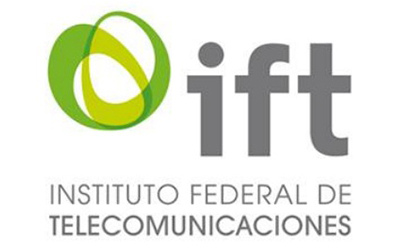 ift
INSTITUTO FEDERAL DE
TELECOMUNICACIONES